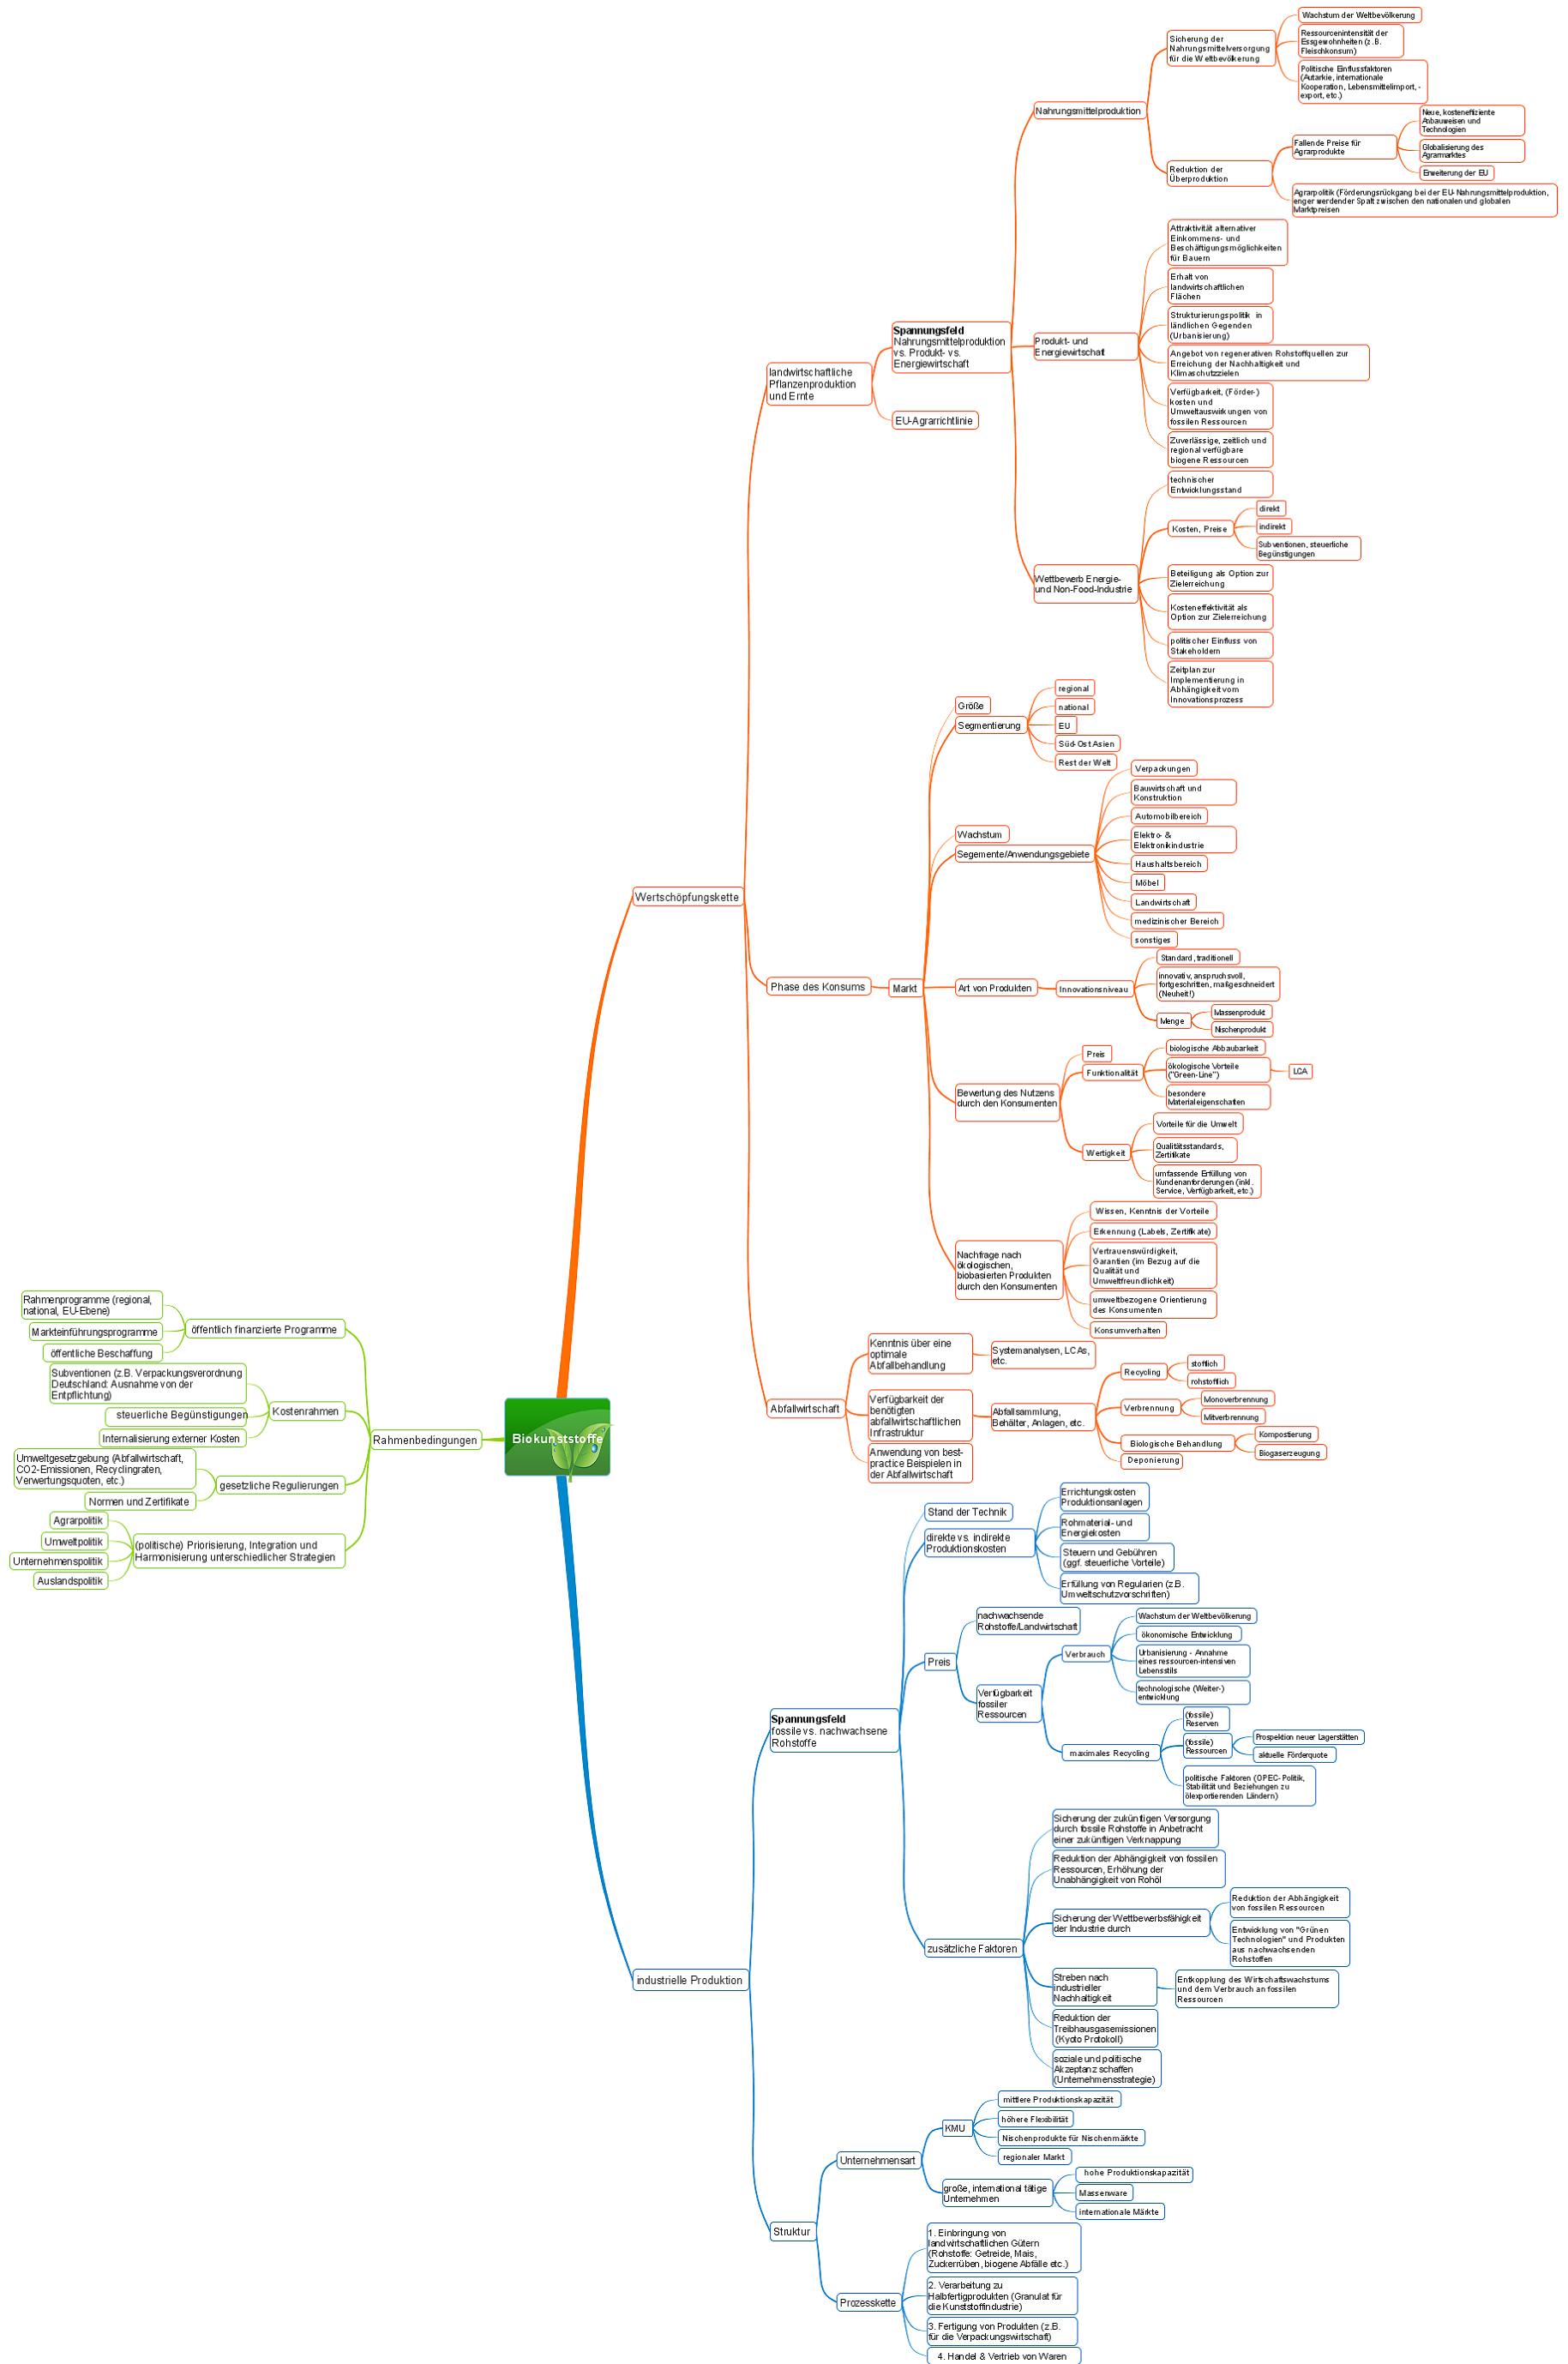 Biokunststoffe
Wertschöpfungskette
landwirtschaftliche
Pflanzenproduktion
und Ernte
Spannungsfeld
Nahrungsmittelproduktion
vs. Produkt- vs.
Energiewirtschaft
Nahrungsmittelproduktion
Sicherung der
Nahrungsmittelversorgung
für die Weltbevölkerung
Wachstum der Weltbevölkerung
Ressourcenintensität der
Essgewohnheiten (z.B.
Fleischkonsum)
Politische Einflussfaktoren
(Autarkie, internationale
Kooperation, Lebensmittelimport, -
export, etc.)
Reduktion der
Überproduktion
Fallende Preise für
Agrarprodukte
Neue, kosteneffiziente
Anbauweisen und
Technologien
Globalisierung des
Agrarmarktes
Erweiterung der EU
Agrarpolitik (Förderungsrückgang bei der EU-Nahrungsmittelproduktion,
enger werdender Spalt zwischen den nationalen und globalen
Marktpreisen
Produkt- und
Energiewirtschaft
Attraktivität alternativer
Einkommens- und
Beschäftigungsmöglichkeiten
für Bauern
Erhalt von
landwirtschaftlichen
Flächen
Strukturierungspolitik in
ländlichen Gegenden
(Urbanisierung)
Angebot von regenerativen Rohstoffquellen zur
Erreichung der Nachhaltigkeit und
Klimaschutzzielen
Verfügbarkeit, (Förder-)
kosten und
Umweltauswirkungen von
fossilen Ressourcen
Zuverlässige, zeitlich und
regional verfügbare
biogene Ressourcen
Wettbewerb Energie-
und Non-Food-Industrie
technischer
Entwicklungsstand
Kosten, Preise
direkt
indirekt
Subventionen, steuerliche
Begünstigungen
Beteiligung als Option zur
Zielerreichung
Kosteneffektivität als
Option zur Zielerreichung
politischer Einfluss von
Stakeholdern
Zeitplan zur
Implementierung in
Abhängigkeit vom
Innovationsprozess
EU-Agrarrichtlinie
Phase des Konsums
Markt
Größe
Segmentierung
regional
national
EU
Süd-Ost Asien
Rest der Welt
Wachstum
Segemente/Anwendungsgebiete
Verpackungen
Bauwirtschaft und
Konstruktion
Automobilbereich
Elektro- &
Elektronikindustrie
Haushaltsbereich
Möbel
Landwirtschaft
medizinischer Bereich
sonstiges
Art von Produkten
Innovationsniveau
Standard, traditionell
innovativ, anspruchsvoll,
fortgeschritten, maßgeschneidert
(Neuheit!)
Menge
Massenprodukt
Nischenprodukt
Bewertung des Nutzens
durch den Konsumenten
Preis
Funktionalität
biologische Abbaubarkeit
ökologische Vorteile
("Green-Line")
LCA
besondere
Materialeigenschaften
Wertigkeit
Vorteile für die Umwelt
Qualitätsstandards,
Zertifikate
umfassende Erfüllung von
Kundenanforderungen (inkl.
Service, Verfügbarkeit, etc.)
Nachfrage nach
ökologischen,
biobasierten Produkten
durch den Konsumenten
Wissen, Kenntnis der Vorteile
Erkennung (Labels, Zertifikate)
Vertrauenswürdigkeit,
Garantien (im Bezug auf die
Qualität und
Umweltfreundlichkeit)
umweltbezogene Orientierung
des Konsumenten
Konsumverhalten
Abfallwirtschaft
Kenntnis über eine
optimale
Abfallbehandlung
Systemanalysen, LCAs,
etc.
Verfügbarkeit der
benötigten
abfallwirtschaftlichen
Infrastruktur
Abfallsammlung,
Behälter, Anlagen, etc.
Recycling
stofflich
rohstofflich
Verbrennung
Monoverbrennung
Mitverbrennung
Biologische Behandlung
Kompostierung
Biogaserzeugung
Deponierung
Anwendung von best-
practice Beispielen in
der Abfallwirtschaft
Rahmenbedingungen
öffentlich finanzierte Programme
Rahmenprogramme (regional,
national, EU-Ebene)
Markteinführungsprogramme
öffentliche Beschaffung
Kostenrahmen
Subventionen (z.B. Verpackungsverordnung
Deutschland: Ausnahme von der
Entpflichtung)
steuerliche Begünstigungen
Internalisierung externer Kosten
gesetzliche Regulierungen
Umweltgesetzgebung (Abfallwirtschaft,
CO2-Emissionen, Recyclingraten,
Verwertungsquoten, etc.)
Normen und Zertifikate
(politische) Priorisierung, Integration und
Harmonisierung unterschiedlicher Strategien
Agrarpolitik
Umweltpolitik
Unternehmenspolitik
Auslandspolitik
industrielle Produktion
Spannungsfeld
fossile vs. nachwachsene
Rohstoffe
Stand der Technik
direkte vs. indirekte
Produktionskosten
Errichtungskosten
Produktionsanlagen
Rohmaterial- und
Energiekosten
Steuern und Gebühren
(ggf. steuerliche Vorteile)
Erfüllung von Regularien (z.B.
Umweltschutzvorschriften)
Preis
nachwachsende
Rohstoffe/Landwirtschaft
Verfügbarkeit
fossiler
Ressourcen
Verbrauch
Wachstum der Weltbevölkerung
ökonomische Entwicklung
Urbanisierung - Annahme
eines ressourcen-intensiven
Lebensstils
technologische (Weiter-)
entwicklung
maximales Recycling
(fossile)
Reserven
(fossile)
Ressourcen
Prospektion neuer Lagerstätten
aktuelle Förderquote
politische Faktoren (OPEC-Politik,
Stabilität und Beziehungen zu
ölexportierenden Ländern)
zusätzliche Faktoren
Sicherung der zukünftigen Versorgung
durch fossile Rohstoffe in Anbetracht
einer zukünftigen Verknappung
Reduktion der Abhängigkeit von fossilen
Ressourcen, Erhöhung der
Unabhängigkeit von Rohöl
Sicherung der Wettbewerbsfähigkeit
der Industrie durch
Reduktion der Abhängigkeit
von fossilen Ressourcen
Entwicklung von "Grünen
Technologien" und Produkten
aus nachwachsenden
Rohstoffen
Streben nach
industrieller
Nachhaltigkeit
Entkopplung des Wirtschaftswachstums
und dem Verbrauch an fossilen
Ressourcen
Reduktion der
Treibhausgasemissionen
(Kyoto Protokoll)
soziale und politische
Akzeptanz schaffen
(Unternehmensstrategie)
Struktur
Unternehmensart
KMU
mittlere Produktionskapazität
höhere Flexibilität
Nischenprodukte für Nischenmärkte
regionaler Markt
große, international tätige
Unternehmen
hohe Produktionskapazität
Massenware
internationale Märkte
Prozesskette
1. Einbringung von
landwirtschaftlichen Gütern
(Rohstoffe: Getreide, Mais,
Zuckerrüben, biogene Abfälle etc.)
2. Verarbeitung zu
Halbfertigprodukten (Granulat für
die Kunststoffindustrie)
3. Fertigung von Produkten (z.B.
für die Verpackungswirtschaft)
4. Handel & Vertrieb von Waren